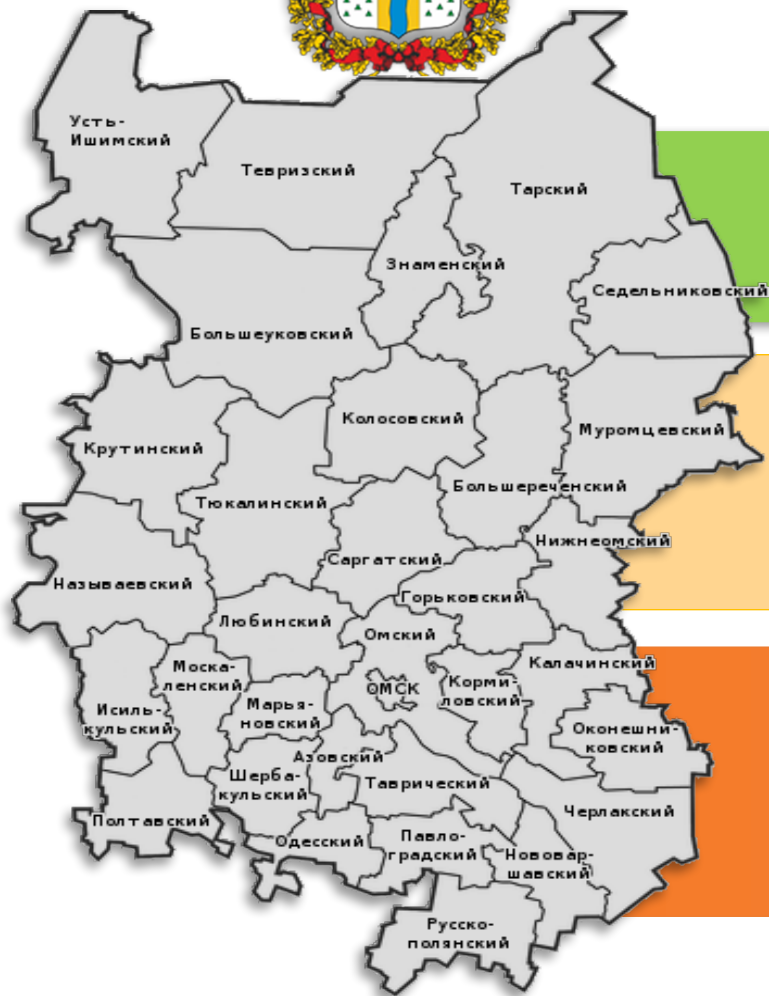 Усть-
Ишимский
Тевризский
Тарский
Знаменский
Седельниковский
Большеуковский
Колосовский
Муромцевский
Крутинский
Большереченский
Тюкалинский
Нижнеомский
Саргатский
Называевский
Горьковский
Любинский
Омский
Калачинский
Моска-
ленский
ОМСК
Корми-
ловский
Марья-
новский
Исиль-
кульский
Оконешни-
ковский
Азовский
Шерба-
кульский
Таврический
Черлакский
Полтавский
Одесский
Павло-
градский
Нововар-
шавский
Русско-
полянский